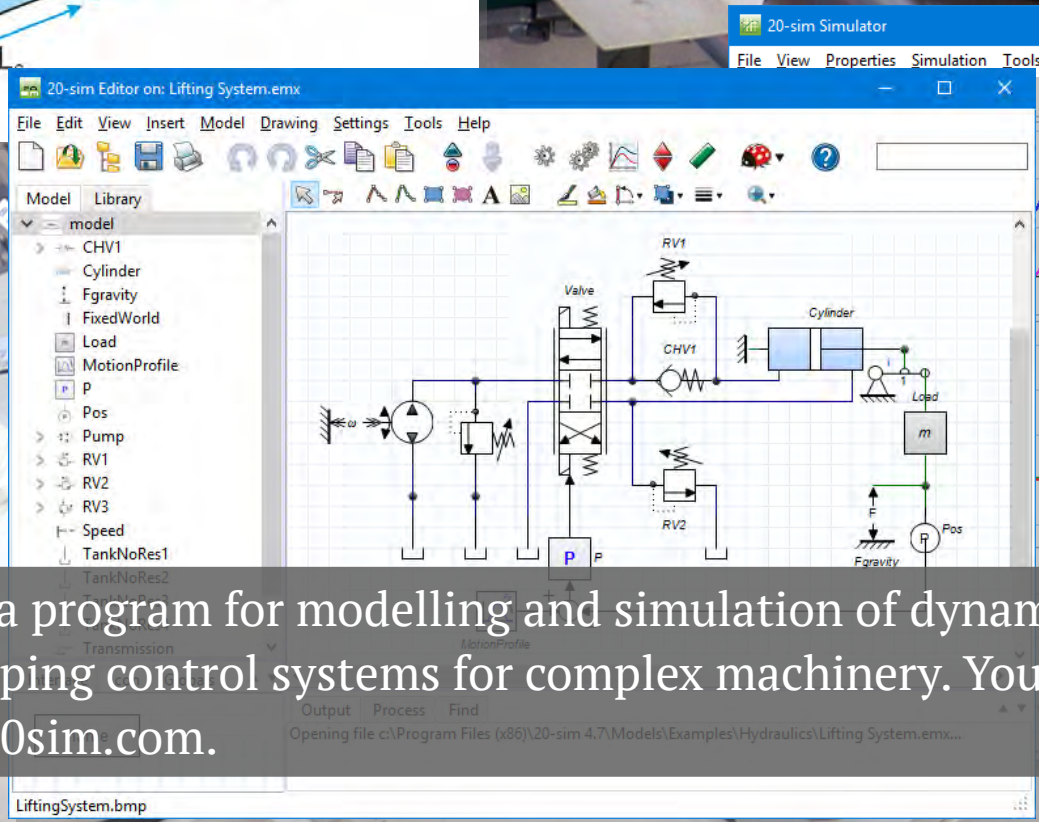 20-sim Simulator
File View Properties Simulation Tools
20-sim Editor on: Lifting System.emx
File Edit View Insert Model Drawing Settings Tools Help
A
Model Library
model
CHV1
Cylinder
Fgravity
FixedWorld
Load
MotionProfile
P P
Pos
Pump
RV1
RV2
RV3
Speed
TankNoRes1
TankNoRes2
Transmission
RV1
Valve
Cylinder
CHV1
i
1
Load
ω
m
RV2
F
P Pos
Fgravity
P P
MotionProfile
a program for modelling and simulation of dynam
ping control systems for complex machinery. You
0sim.com.
Output Process Find
Opening file c:\Program Files (x86)\20-sim 4.7\Models\Examples\Hydraulics\Lifting System.emx...
LiftingSystem.bmp